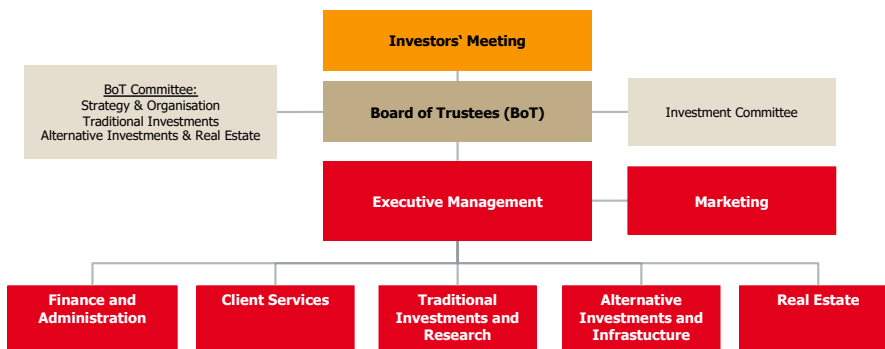 Investors‘ Meeting
BoT Committee:
Strategy & Organisation
Traditional Investments
Alternative Investments & Real Estate
Board of Trustees (BoT)
Investment Committee
Executive Management
Marketing
Finance and
Administration
Client Services
Traditional
Investments and
Research
Alternative
Investments and
Infrastucture
Real Estate